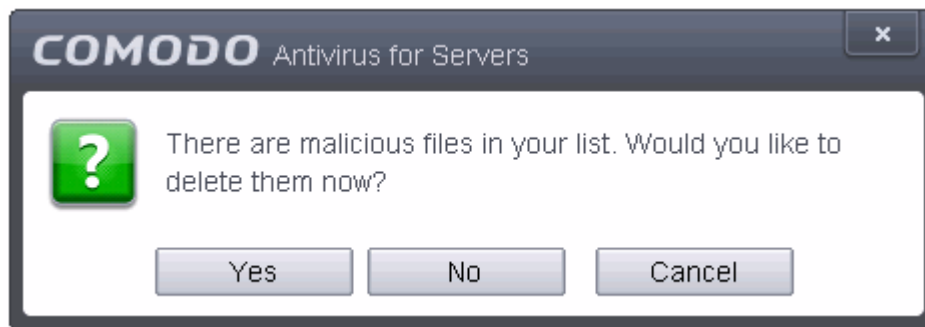 COMODO Antivirus for Servers
There are malicious files in your list. Would you like to
delete them now?
Yes No Cancel